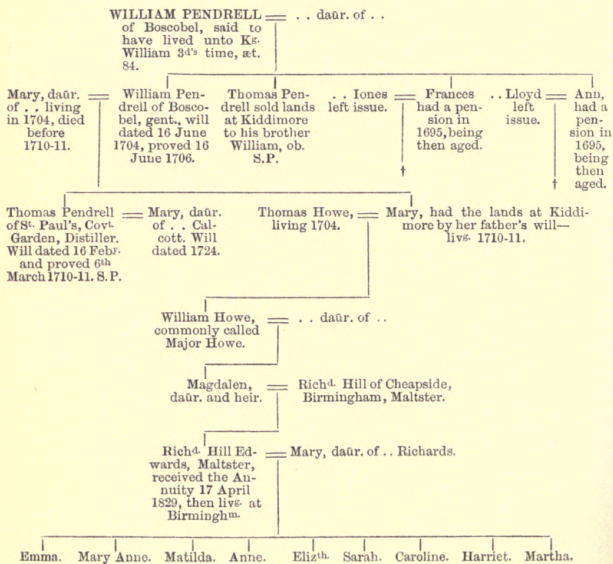 WILLIAM PENDRELL = . . daūr. of . .
of Boscobel, said to
have lived unto Kg.
William 3d's time, æt.
84.
Mary, daūr.
of . . living
in 1704, died
before
1710-11.
=
William Pen-
drell of Bosco-
bel, gent., will
dated 16 June
1704, proved 16
June 1706.
Thomas Pen-
drell sold lands
at Kiddimore
to his brother
William, ob.
S.P.
. . Iones
left issue.
=
Frances
had a pen-
sion in
1695, being
then aged.
†
. . Lloyd
left
issue.
=
Ann,
had a
pen-
sion in
1695,
being
then
aged.
†
Thomas Pendrell
of St. Paul's, Covt.
Garden, Distiller.
Will dated 16 Feby.
and proved 6th
March 1710-11. S.P.
=
Mary, daūr.
of . . Cal-
cott. Will
dated 1724.
Thomas Howe,
living 1704.
=
Mary, had the lands at Kiddi-
more by her father's will—
livg. 1710-11.
William Howe,
commonly called
Major Howe.
=
. . daūr. of ..
Magdalen,
daūr. and heir.
=
Richd. Hill of Cheapside,
Birmingham, Maltster.
Richd. Hill Ed-
wards, Maltster,
received the An-
nuity 17 April
1829, then livg. at
Birminghm.
=
Mary, daūr. of .. Richards.
Emma. Mary Anne. Matilda. Anne. Elizth. Sarah. Caroline. Harriet. Martha.